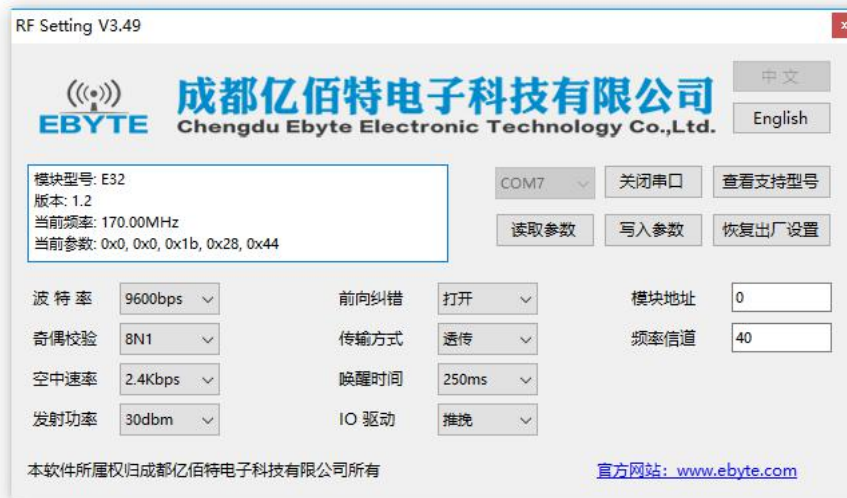 RF Setting V3.49
x
中 文
English
EBYTE
成都亿佰特电子科技有限公司
Chengdu Ebyte Electronic Technology Co.,Ltd.
模块型号: E32
版本: 1.2
当前频率: 170.00MHz
当前参数: 0x0, 0x0, 0x1b, 0x28, 0x44
COM7 关闭串口 查看支持型号
读取参数 写入参数 恢复出厂设置
波 特 率 9600bps 前向纠错 打开 模块地址 0
奇偶校验 8N1 传输方式 透传 频率信道 40
空中速率 2.4Kbps 唤醒时间 250ms
发射功率 30dbm IO 驱动 推挽
本软件所属权归成都亿佰特电子科技有限公司所有 官方网站：www.ebyte.com